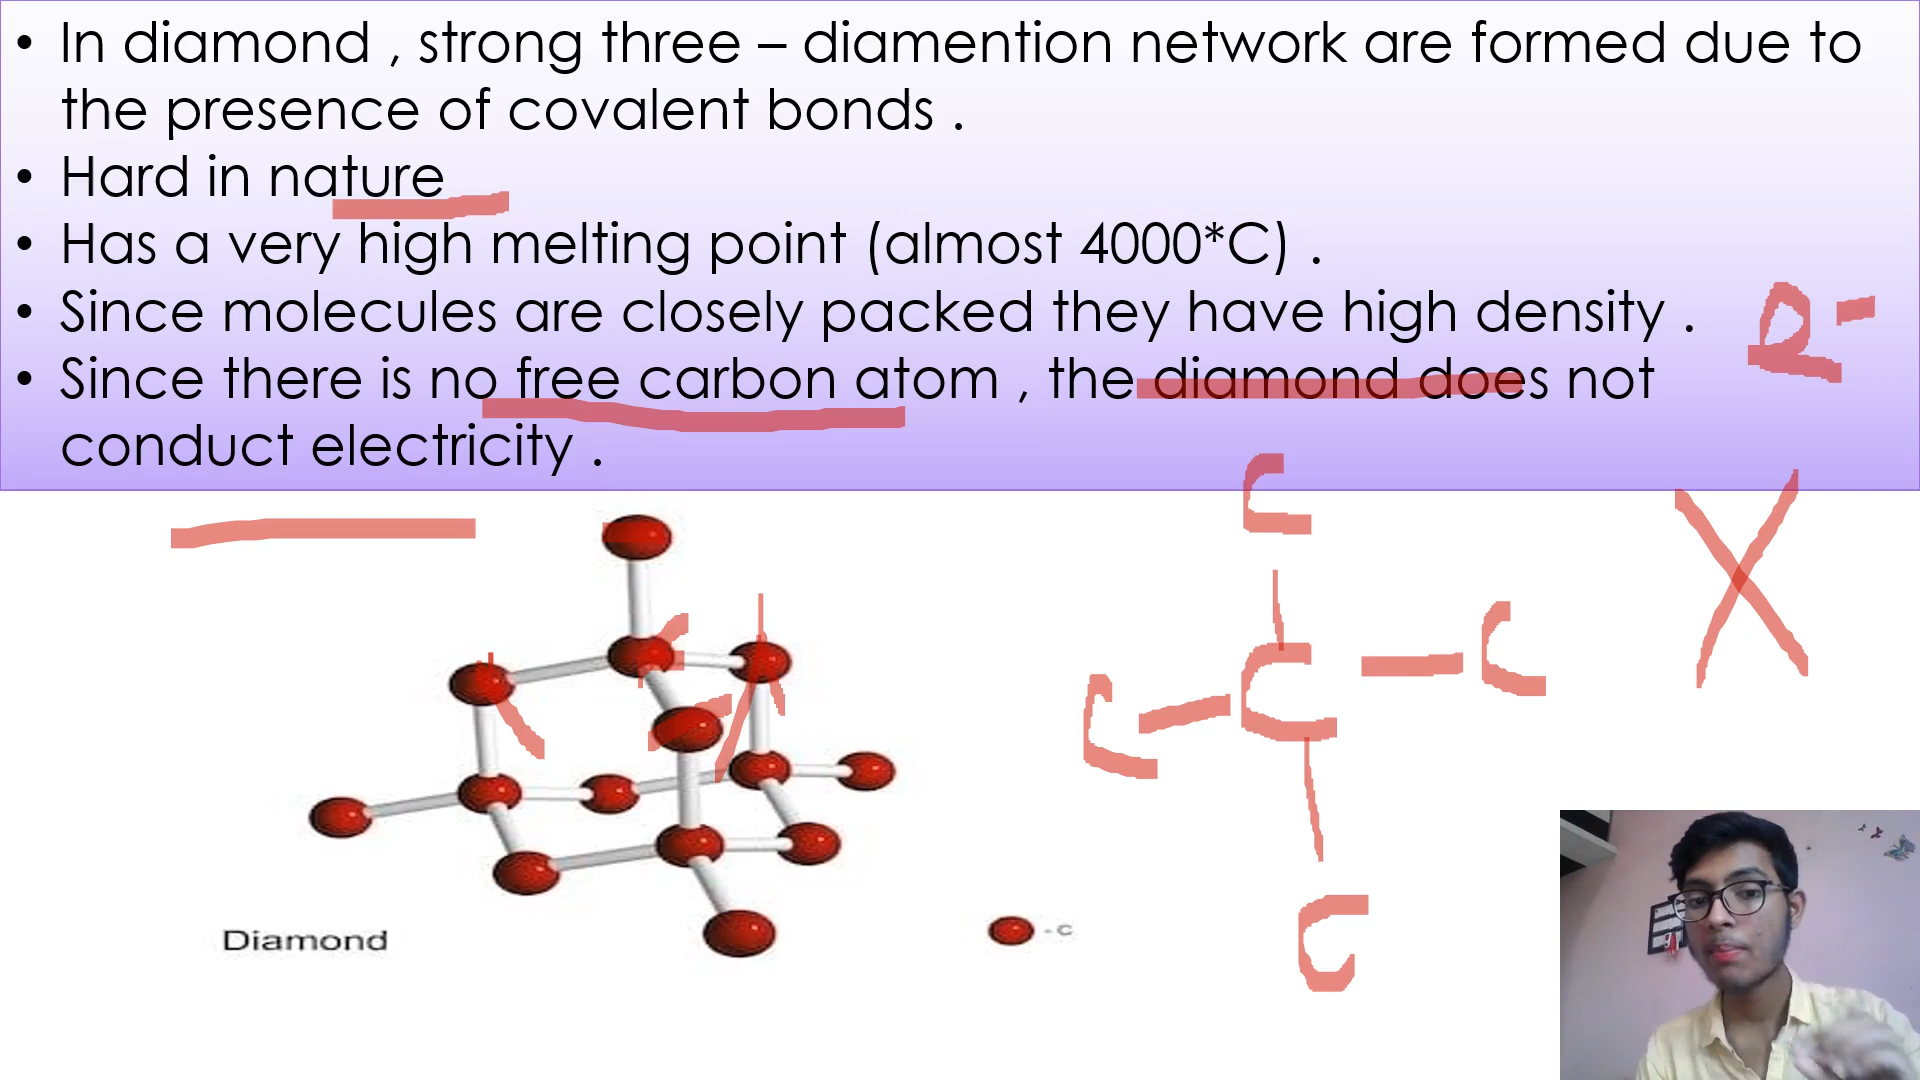 • In diamond , strong three – diamention network are formed due to
the presence of covalent bonds .
• Hard in nature
• Has a very high melting point (almost 4000*C) .
• Since molecules are closely packed they have high density .
• Since there is no free carbon atom , the diamond does not
conduct electricity .
e-
C
C
C – C – C
C
Diamond
- C